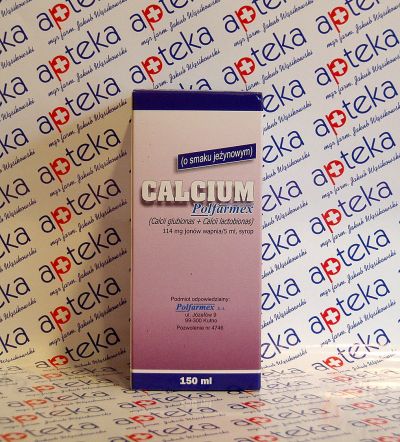 (o smaku jeżynowym)
CALCIUM
Polfarmex
(Calcii glubionas + Calcii lactobionas)
114 mg jonów wapnia/5 ml, syrop
Podmiot odpowiedzialny:
Polfarmex s.a.
ul. Józefów 9
99-300 Kutno
Pozwolenie nr 4746
150 ml
apteka
mgr farm. Jakub Więzikowski